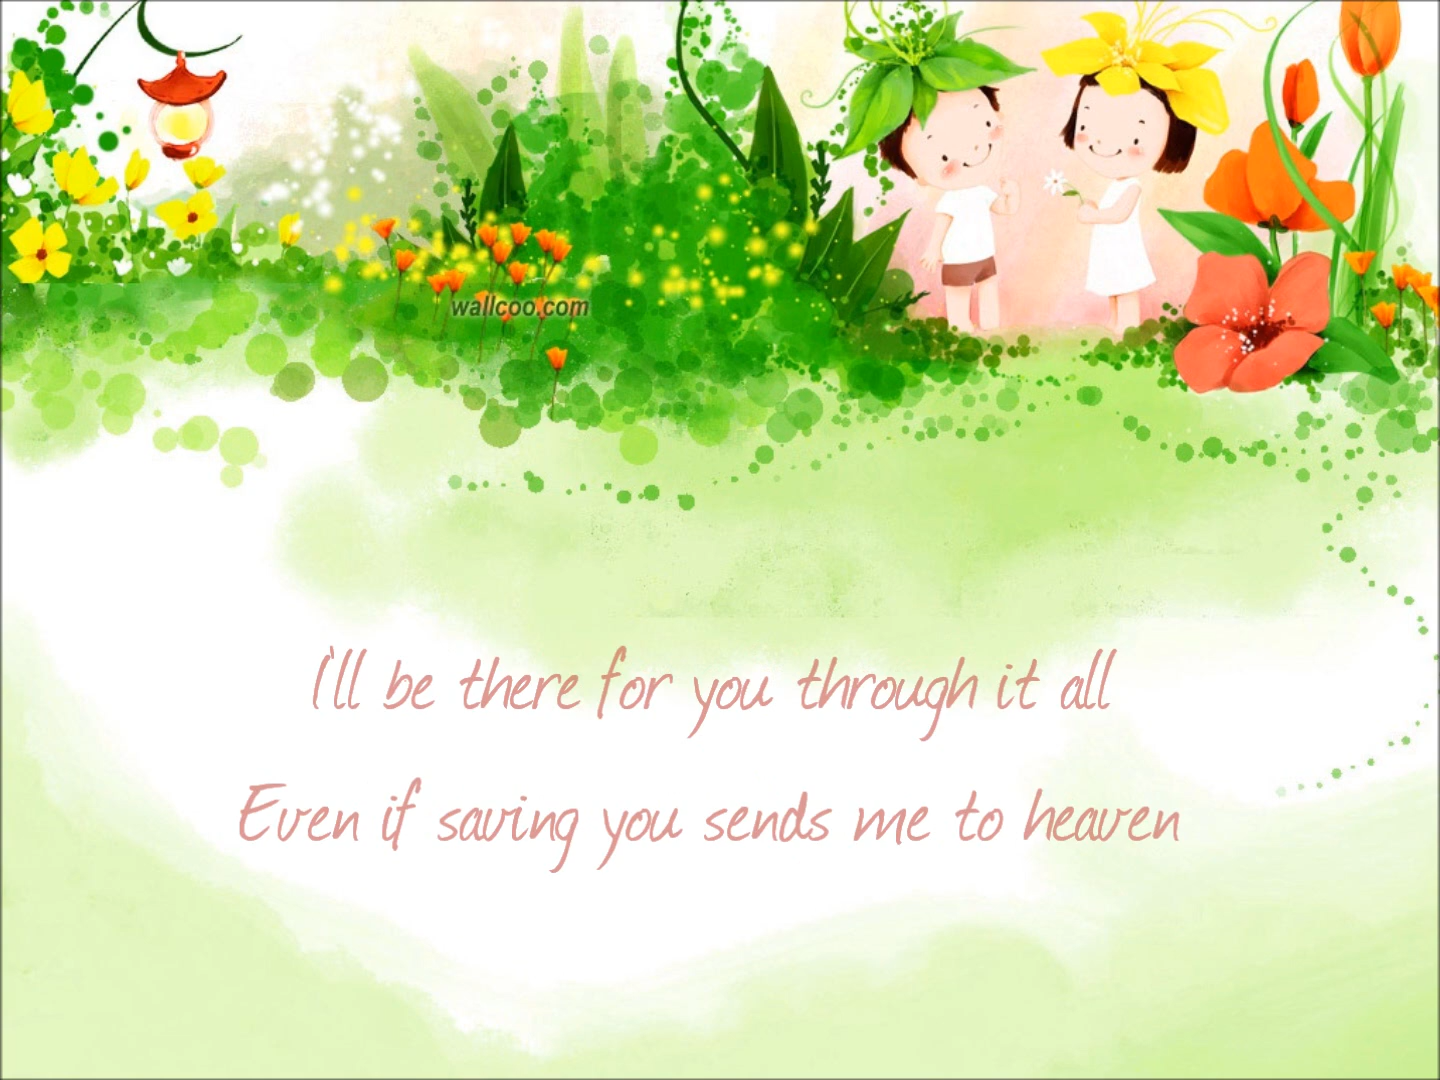 wallcoo.com
I'll be there for you through it all
Even if saving you sends me to heaven